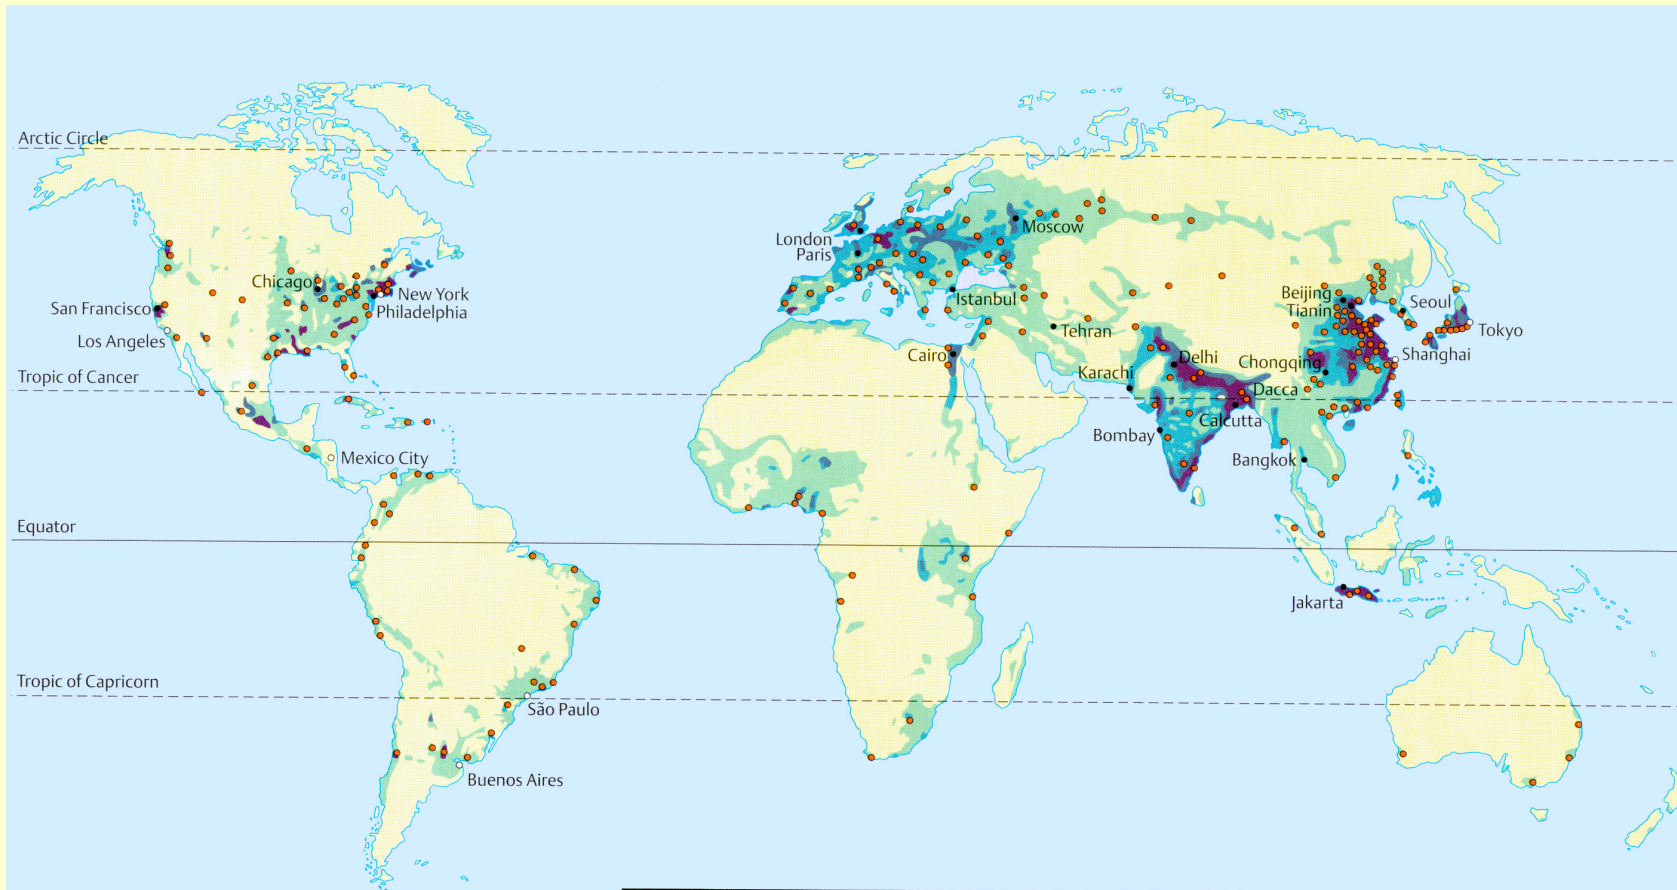 Arctic Circle
London
Paris
Moscow
Chicago
New York
Philadelphia
San Francisco
Los Angeles
Istanbul
Tehran
Beijing
Tianin
Seoul
Tokyo
Shanghai
Cairo
Karachi
Delhi
Chongqing
Dacca
Tropic of Cancer
Calcutta
Bombay
Bangkok
Mexico City
Equator
Jakarta
Tropic of Capricorn
São Paulo
Buenos Aires